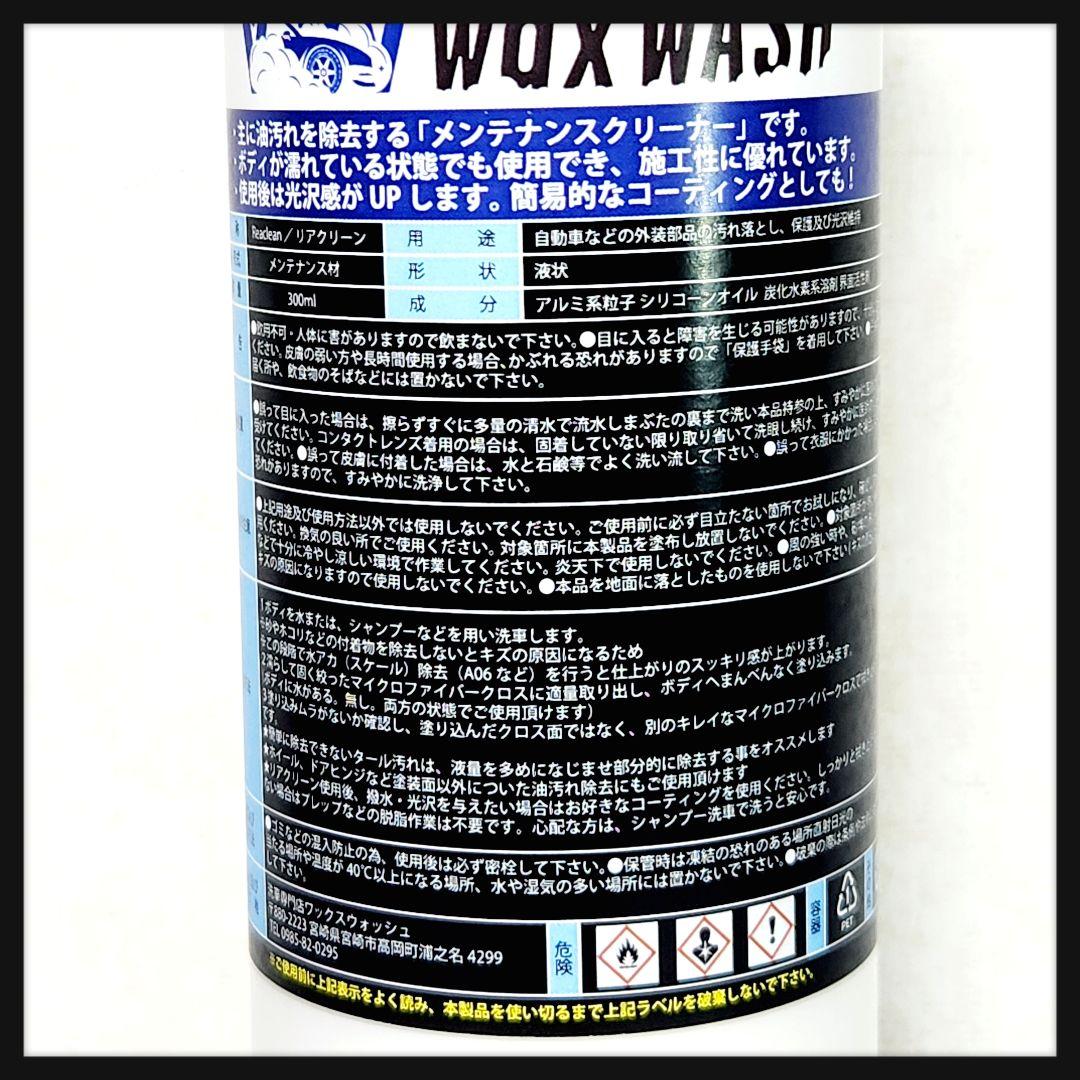 WaX WASH
・主に油汚れを除去する「メンテナンスクリーナー」です。
・ボディが濡れている状態でも使用でき、施工性に優れています。
・使用後は光沢感がUPします。簡易的なコーティングとしても!
Reaclean/リアクリーン 用途 自動車などの外装部品の汚れ落とし、保護及び光沢維持
メンテナンス材 形状 液状
300ml 成分 アルミ系粒子 シリコーンオイル 炭化水素系溶剤 界面活性剤
●飲用不可・人体に害がありますので飲まないで下さい。●目に入ると障害を生じる可能性がありますので、
ください。皮膚の弱い方や長時間使用する場合、かぶれる恐れがありますので「保護手袋」を着用して下さい
届く所や、飲食物のそばなどには置かないで下さい。
●誤って目に入った場合は、擦らずすぐに多量の清水で流水しまぶたの裏まで洗い本品持参の上、すみやかに
受けてください。コンタクトレンズ着用の場合は、固着していない限り取り省いて洗眼し続け、すみやかに
てください。●誤って皮膚に付着した場合は、水と石鹸等でよく洗い流して下さい。●誤って衣服にかかった
恐れがありますので、すみやかに洗浄して下さい。
●上記用途及び使用方法以外では使用しないでください。ご使用前に必ず目立たない箇所でお試しになり、
用ください。換気の良い所でご使用ください。対象箇所に本製品を塗布し放置しないでください。●対象
などで十分に冷やし涼しい環境で作業してください。炎天下で使用しないでください。●風の強い時や、
キズの原因になりますので使用しないでください。●本品を地面に落としたものを使用しないで下さい
1 ボディを水または、シャンプーなどを用い洗車します。
※砂やホコリなどの付着物を除去しないとキズの原因になるため
※この段階で水アカ(スケール)除去(A06など)を行うと仕上がりのスッキリ感が上がります。
2 濡らして固く絞ったマイクロファイバークロスに適量取り出し、ボディへまんべんなく塗り込みます。
ボディに水がある。無し。両方の状態でご使用頂けます)
3 塗り込みムラがないか確認し、塗り込んだクロス面ではなく、別のキレイなマイクロファイバークロスで
です。
★簡単に除去できないタール汚れは、液量を多めになじませ部分的に除去する事をオススメします
★ホイール、ドアヒンジなど塗装面以外についた油汚れ除去にもご使用頂けます
★リアクリーン使用後、撥水・光沢を与えたい場合はお好きなコーティングを使用ください。しっかりと
ない場合はプレップなどの脱脂作業は不要です。心配な方は、シャンプー洗車で洗うと安心です。
●ゴミなどの混入防止の為、使用後は必ず密栓して下さい。●保管時は凍結の恐れのある場所直射日光の
当たる場所や温度が40℃以上になる場所、水や湿気の多い場所には置かないで下さい。●破棄の際は
して下さい。
洗車専門店ワックスウォッシュ
〒880-2223 宮崎県宮崎市高岡町浦之名 4299
TEL 0985-82-0295
危険
容器
PET
※ご使用前に上記表示をよく読み、本製品を使い切るまで上記ラベルを破棄しないで下さい。